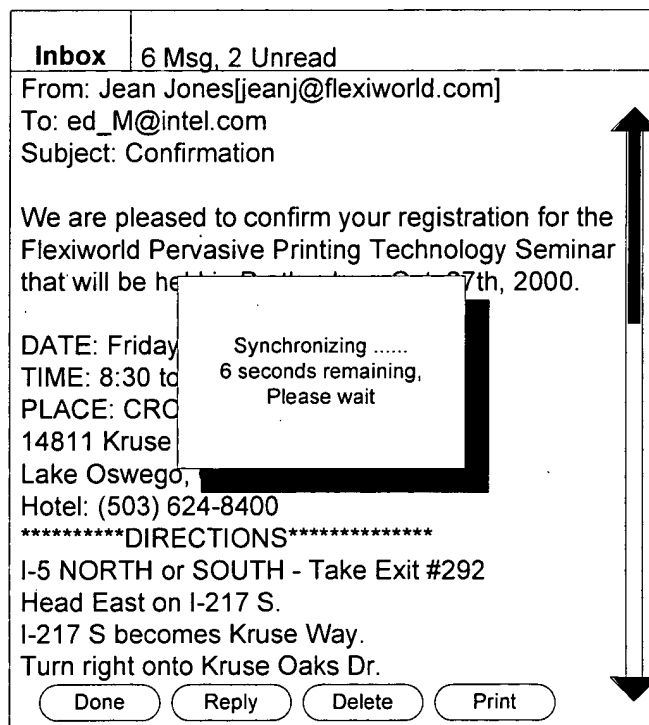 Inbox 6 Msg, 2 Unread
From: Jean Jones[jeanj@flexiworld.com]
To: ed_M@intel.com
Subject: Confirmation
We are pleased to confirm your registration for the
Flexiworld Pervasive Printing Technology Seminar
that will be 7th, 2000.
DATE: Friday
TIME: 8:30 to
PLACE: CRO
14811 Kruse
Lake Oswego,
Hotel: (503) 624-8400
**********DIRECTIONS**************
I-5 NORTH or SOUTH - Take Exit #292
Head East on I-217 S.
I-217 S becomes Kruse Way.
Turn right onto Kruse Oaks Dr.
Synchronizing ......
6 seconds remaining,
Please wait
Done Reply Delete Print